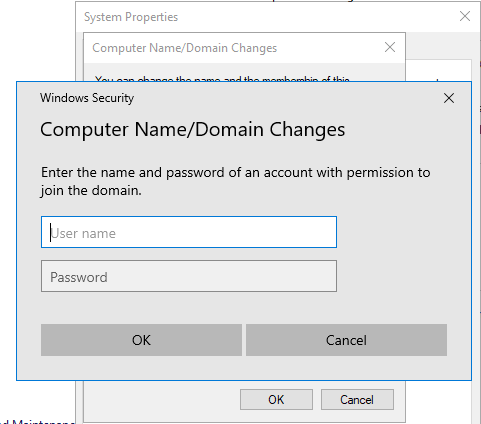 System Properties
Computer Name/Domain Changes
You can change the name and the membership of this
Windows Security
Computer Name/Domain Changes
Enter the name and password of an account with permission to
join the domain.
User name
Password
OK Cancel
OK Cancel